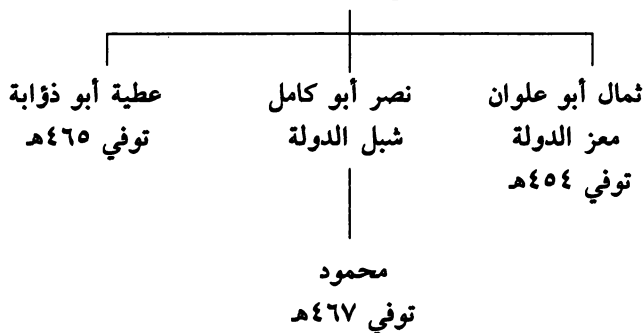 ثمال أبو علوان
معز الدولة
توفي ٤٥٤هـ
نصر أبو كامل
شبل الدولة
عطية أبو ذؤابة
توفي ٤٦٥هـ
محمود
توفي ٤٦٧هـ